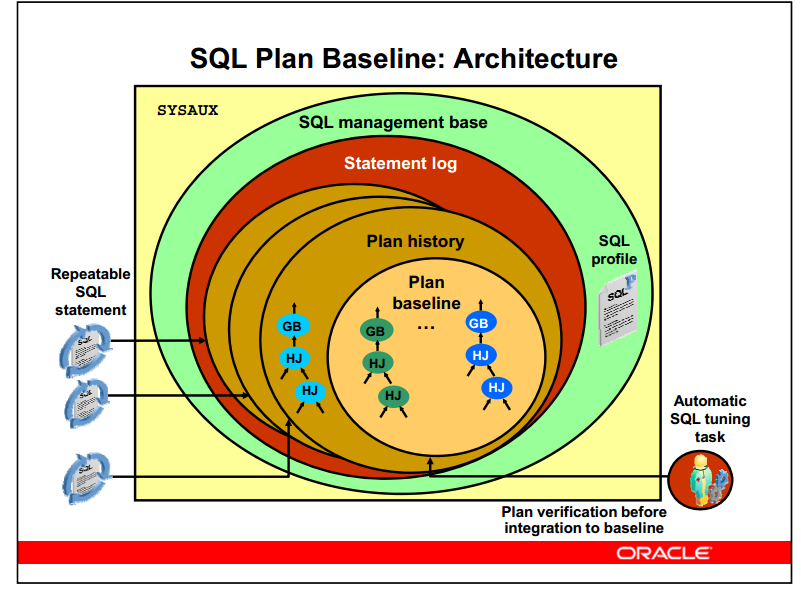 SQL Plan Baseline: Architecture
SYSAUX
SQL management base
Statement log
Plan history
SQL
profile
SQL
Plan
baseline
...
Repeatable
SQL
statement
SQL
SQL
SQL
GB
HJ
HJ
GB
HJ
HJ
GB
HJ
HJ
Automatic
SQL tuning
task
Plan verification before
integration to baseline
ORACLE